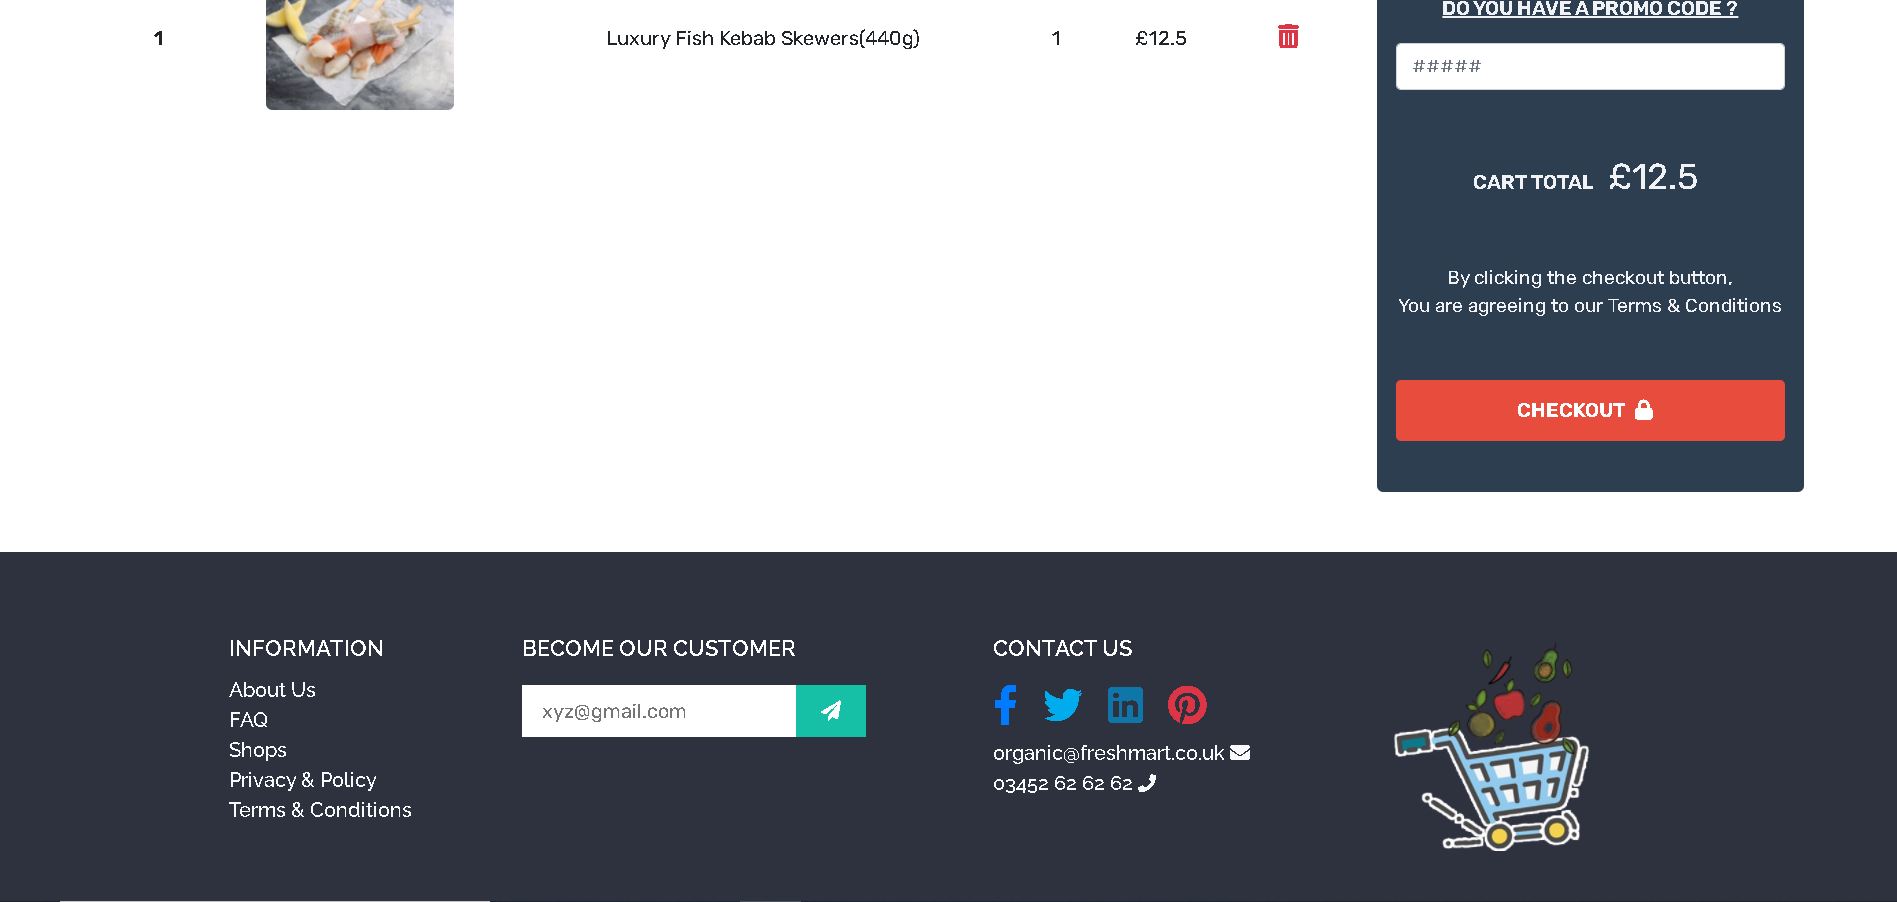 DO YOU HAVE A PROMO CODE ?
1 Luxury Fish Kebab Skewers(440g) 1 £12.5
#####
CART TOTAL £12.5
By clicking the checkout button,
You are agreeing to our Terms & Conditions
CHECKOUT
INFORMATION
About Us
FAQ
Shops
Privacy & Policy
Terms & Conditions
BECOME OUR CUSTOMER
xyz@gmail.com
CONTACT US
organic@freshmart.co.uk
03452 62 62 62